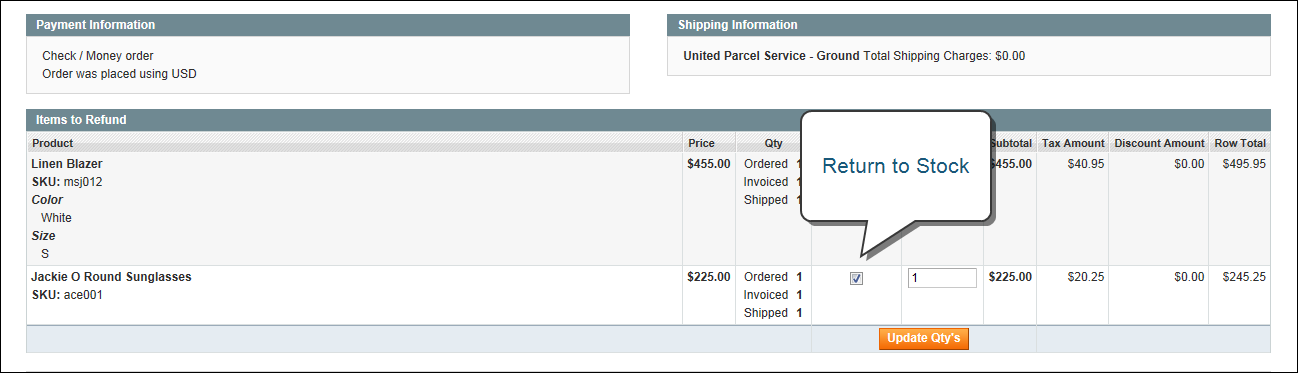 Payment Information
Check / Money order
Order was placed using USD
Shipping Information
United Parcel Service - Ground Total Shipping Charges: $0.00
Items to Refund
Product Price Qty Subtotal Tax Amount Discount Amount Row Total
Linen Blazer $455.00 Ordered 1 $455.00 $40.95 $0.00 $495.95
SKU: msj012 Invoiced 1
Color Shipped 1
White
Size
S
Return to Stock
Jackie O Round Sunglasses $225.00 Ordered 1 1 $225.00 $20.25 $0.00 $245.25
SKU: ace001 Invoiced 1
Shipped 1
Update Qty's